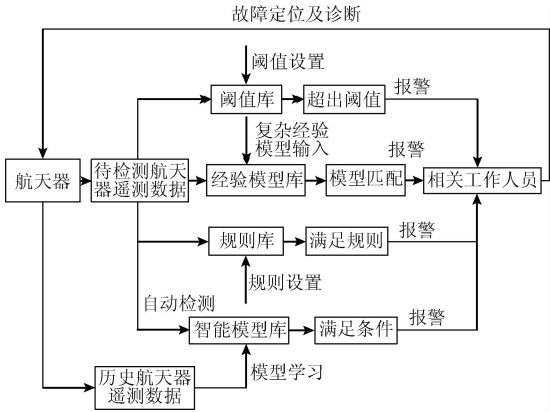 故障定位及诊断
阈值设置
阈值库
超出阈值
报警
复杂经验
模型输入
报警
航天器
待检测航天
器遥测数据
经验模型库
模型匹配
相关工作人员
规则库
满足规则
报警
规则设置
自动检测
智能模型库
满足条件
报警
模型学习
历史航天器
遥测数据